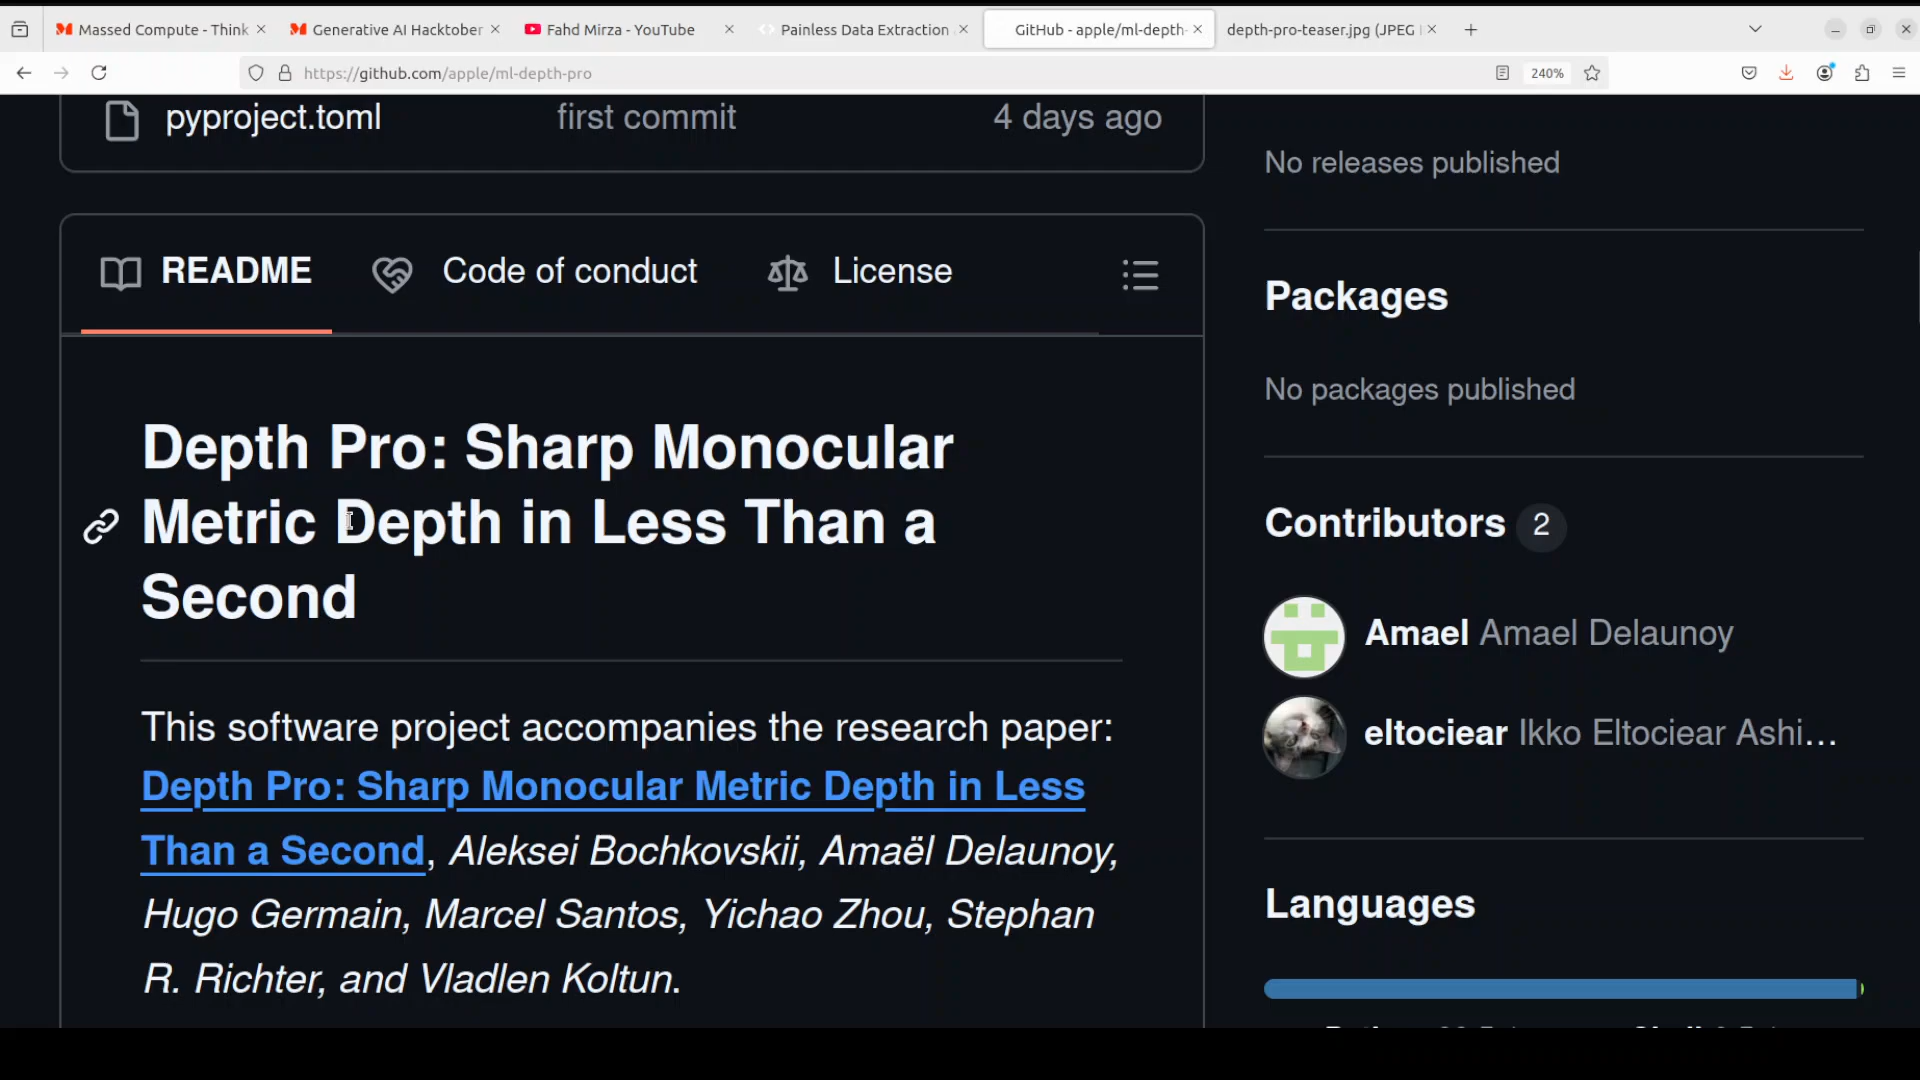 Massed Compute - Think
Generative AI Hacktober
Fahd Mirza - YouTube
Painless Data Extraction
GitHub - apple/ml-depth-
depth-pro-teaser.jpg (JPEG
https://github.com/apple/ml-depth-pro
240%
pyproject.toml first commit 4 days ago
No releases published
README Code of conduct License
Packages
No packages published
Depth Pro: Sharp Monocular
Metric Depth in Less Than a
Second
Contributors 2
Amael Amael Delaunoy
eltociear Ikko Eltociear Ashi…
This software project accompanies the research paper:
Depth Pro: Sharp Monocular Metric Depth in Less
Than a Second, Aleksei Bochkovskii, Amaël Delaunoy,
Hugo Germain, Marcel Santos, Yichao Zhou, Stephan
R. Richter, and Vladlen Koltun.
Languages